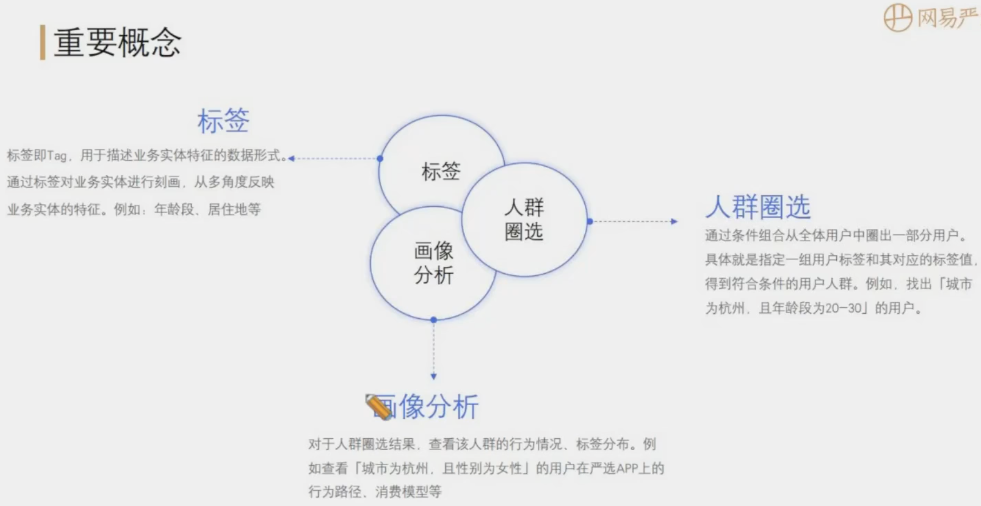 重要概念
网易严
标签
标签即Tag，用于描述业务实体特征的数据形式。
通过标签对业务实体进行刻画，从多角度反映
业务实体的特征。例如：年龄段、居住地等
标签
人群
圈选
画像
分析
人群圈选
通过条件组合从全体用户中圈出一部分用户。
具体就是指定一组用户标签和其对应的标签值，
得到符合条件的用户人群。例如，找出「城市
为杭州，且年龄段为20-30」的用户。
画像分析
对于人群圈选结果，查看该人群的行为情况、标签分布。例
如查看「城市为杭州，且性别为女性」的用户在严选APP上的
行为路径、消费模型等